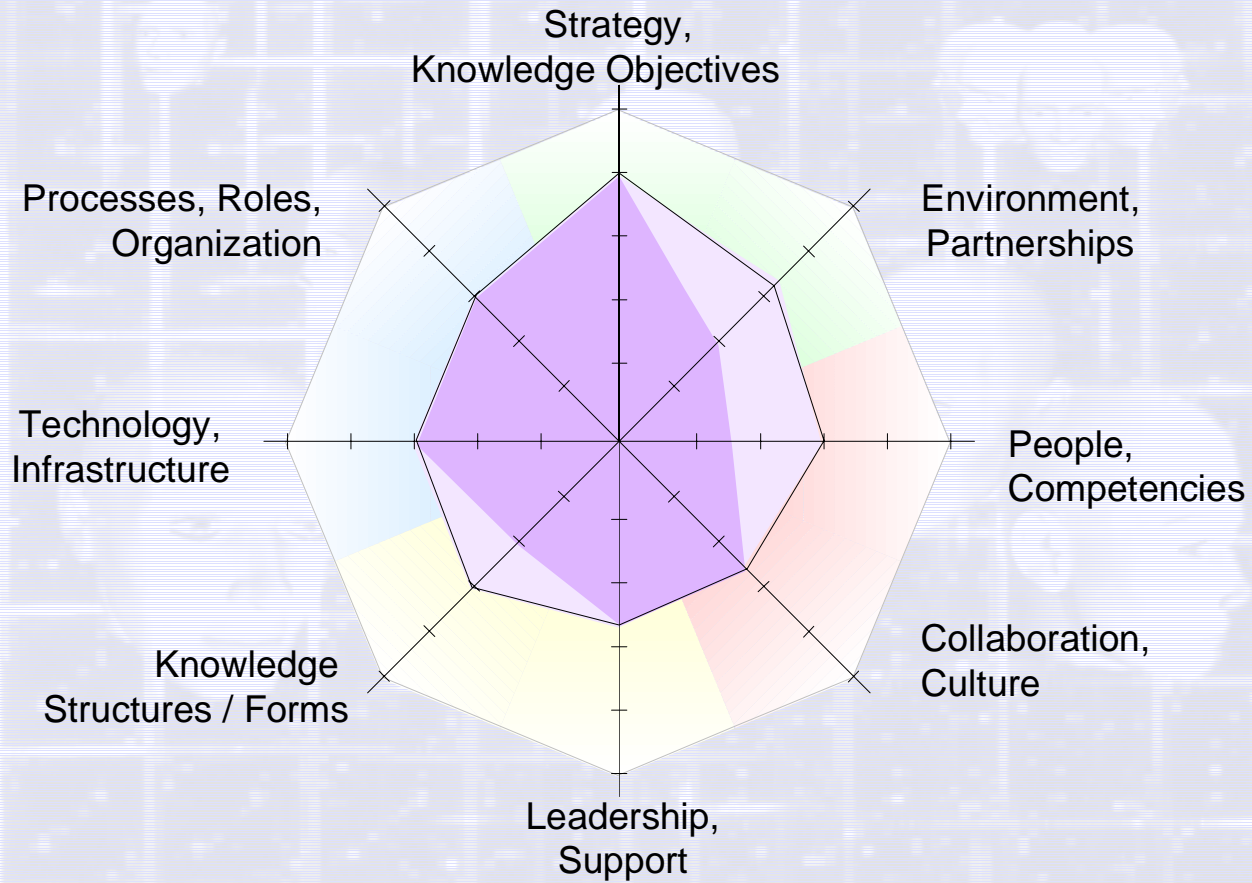 Strategy,
Knowledge Objectives
Processes, Roles,
Organization
Environment,
Partnerships
Technology,
Infrastructure
People,
Competencies
Knowledge
Structures / Forms
Collaboration,
Culture
Leadership,
Support